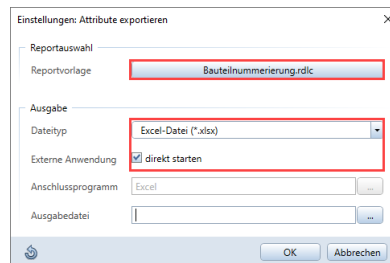 Einstellungen: Attribute exportieren
Reportauswahl
Reportvorlage Bauteilnummerierung.rdlc
Ausgabe
Dateityp Excel-Datei (*.xlsx)
Externe Anwendung direkt starten
Anschlussprogramm Excel ...
Ausgabedatei ...
OK Abbrechen